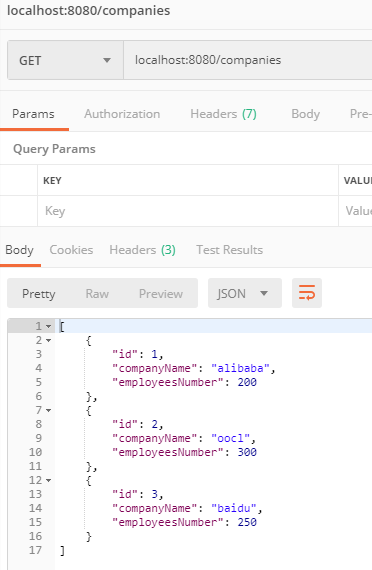 localhost:8080/companies
GET localhost:8080/companies
Params Authorization Headers (7) Body Pre-
Query Params
KEY VALU
Key Value
Body Cookies Headers (3) Test Results
Pretty Raw Preview JSON
1 [
2 {
3 "id": 1,
4 "companyName": "alibaba",
5 "employeesNumber": 200
6 },
7 {
8 "id": 2,
9 "companyName": "oocl",
10 "employeesNumber": 300
11 },
12 {
13 "id": 3,
14 "companyName": "baidu",
15 "employeesNumber": 250
16 }
17 ]